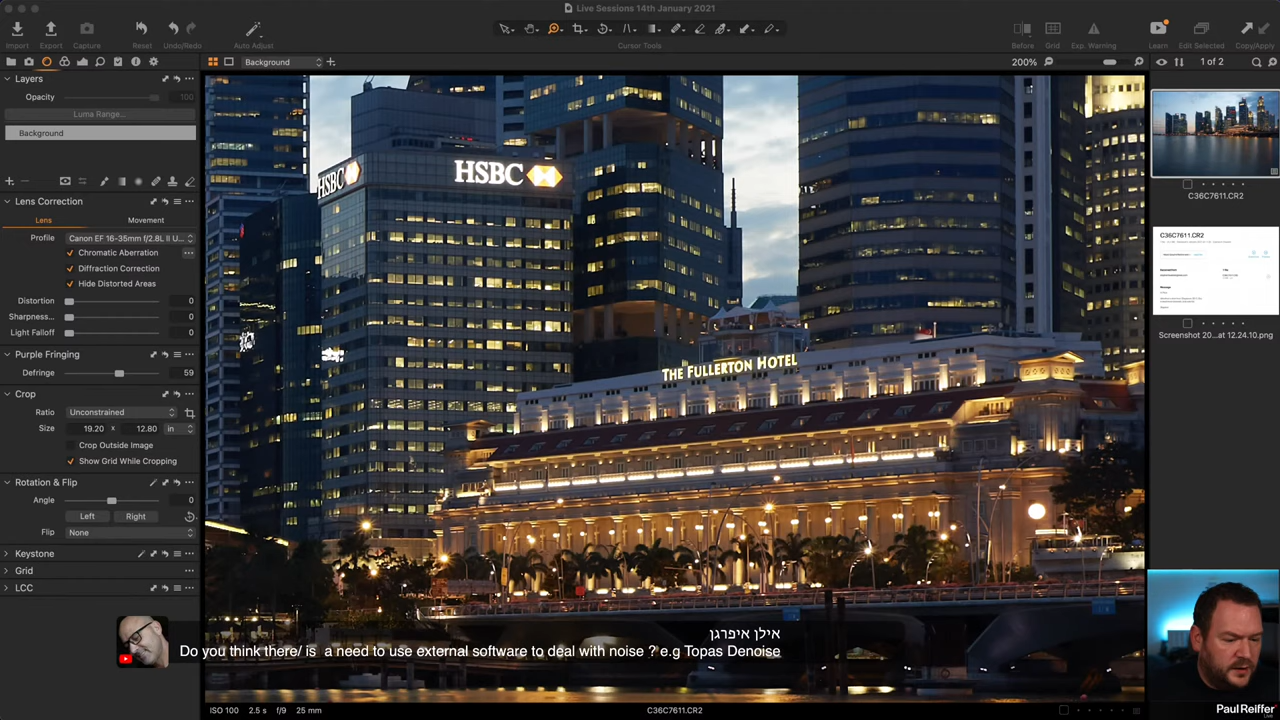 Live Sessions 14th January 2021
Import
Export
Capture
Reset
Undo/Redo
Auto Adjust
Cursor Tools
Before
Grid
Exp. Warning
Learn
Edit Selected
Copy/Apply
Layers
Opacity 100
Luma Range...
Background
Background
200%
1 of 2
Lens Correction
Lens Movement
Profile Canon EF 16-35mm f/2.8L II U...
Chromatic Aberration
Diffraction Correction
Hide Distorted Areas
Distortion 0
Sharpness... 0
Light Falloff 0
Purple Fringing
Defringe 59
Crop
Ratio Unconstrained
Size 19.20 x 12.80 in
Crop Outside Image
Show Grid While Cropping
Rotation & Flip
Angle 0
Left Right
Flip None
Keystone
Grid
LCC
HSBC
HSBC
THE FULLERTON HOTEL
C36C7611.CR2
C36C7611.CR2
Screenshot 20...at 12.24.10.png
אילן איפרגן
Do you think there/ is a need to use external software to deal with noise ? e.g Topas Denoise
ISO 100 2.5 s f/9 25 mm
C36C7611.CR2
Paul Reiffer
Live